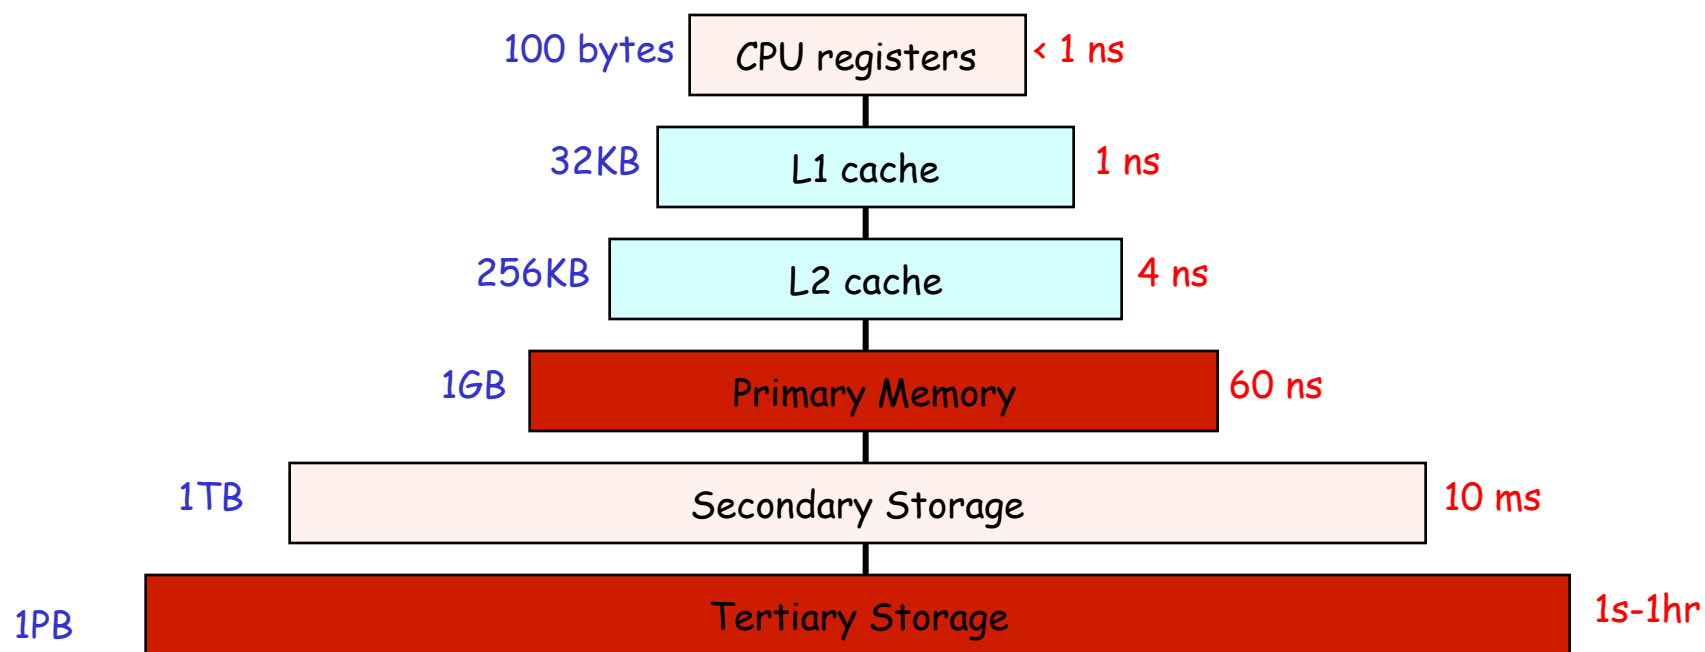 100 bytes CPU registers < 1 ns
32KB L1 cache 1 ns
256KB L2 cache 4 ns
1GB Primary Memory 60 ns
1TB Secondary Storage 10 ms
1PB Tertiary Storage 1s-1hr